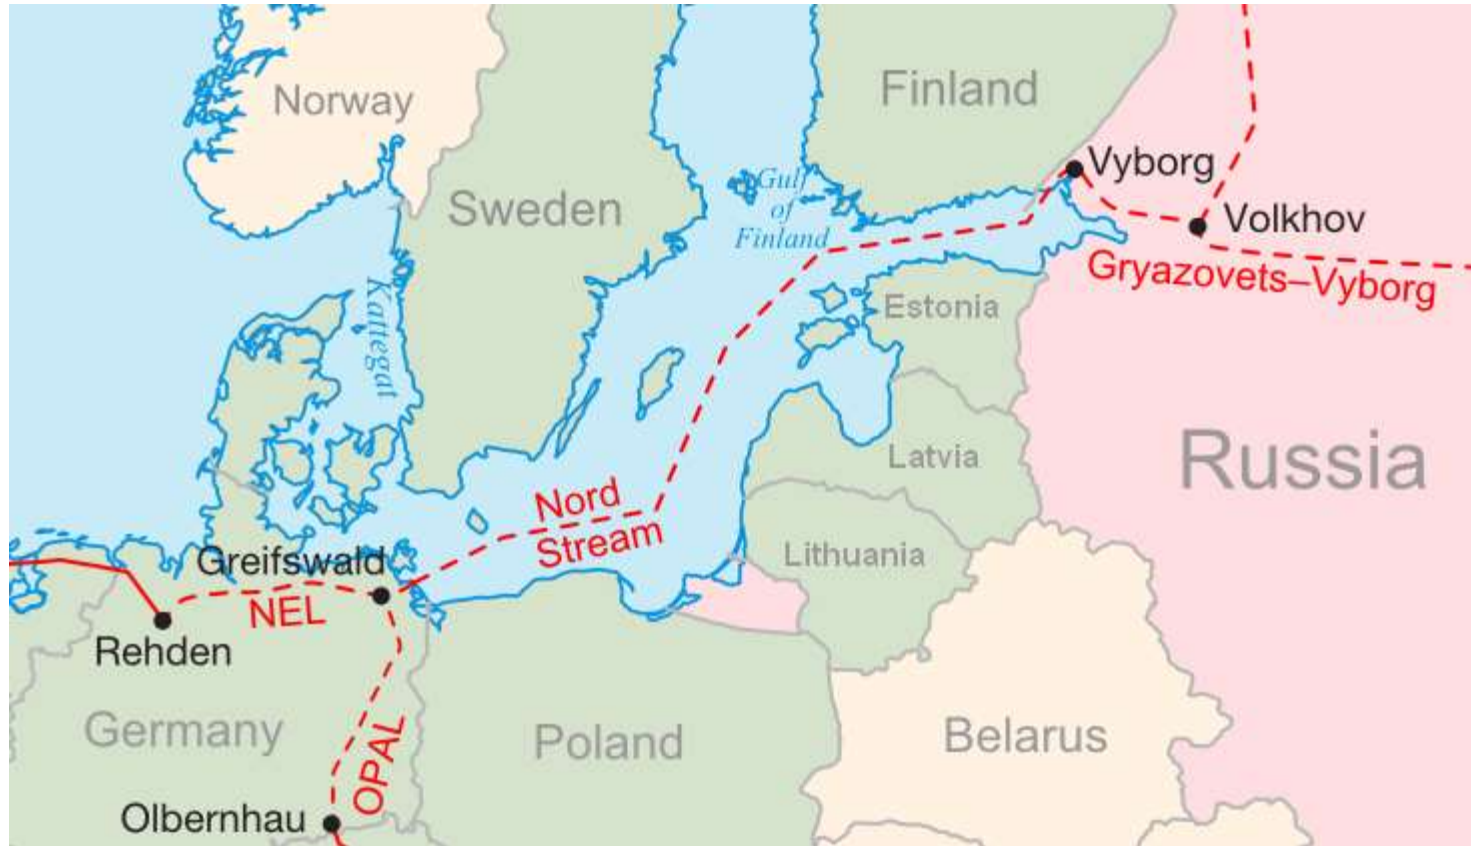 Norway
Finland
Vyborg
Gulf
of
Finland
Sweden
Volkhov
Gryazovets–Vyborg
Kattegat
Estonia
Russia
Latvia
Nord
Stream
Lithuania
Greifswald
NEL
Rehden
Germany
Poland
Belarus
OPAL
Olbernhau